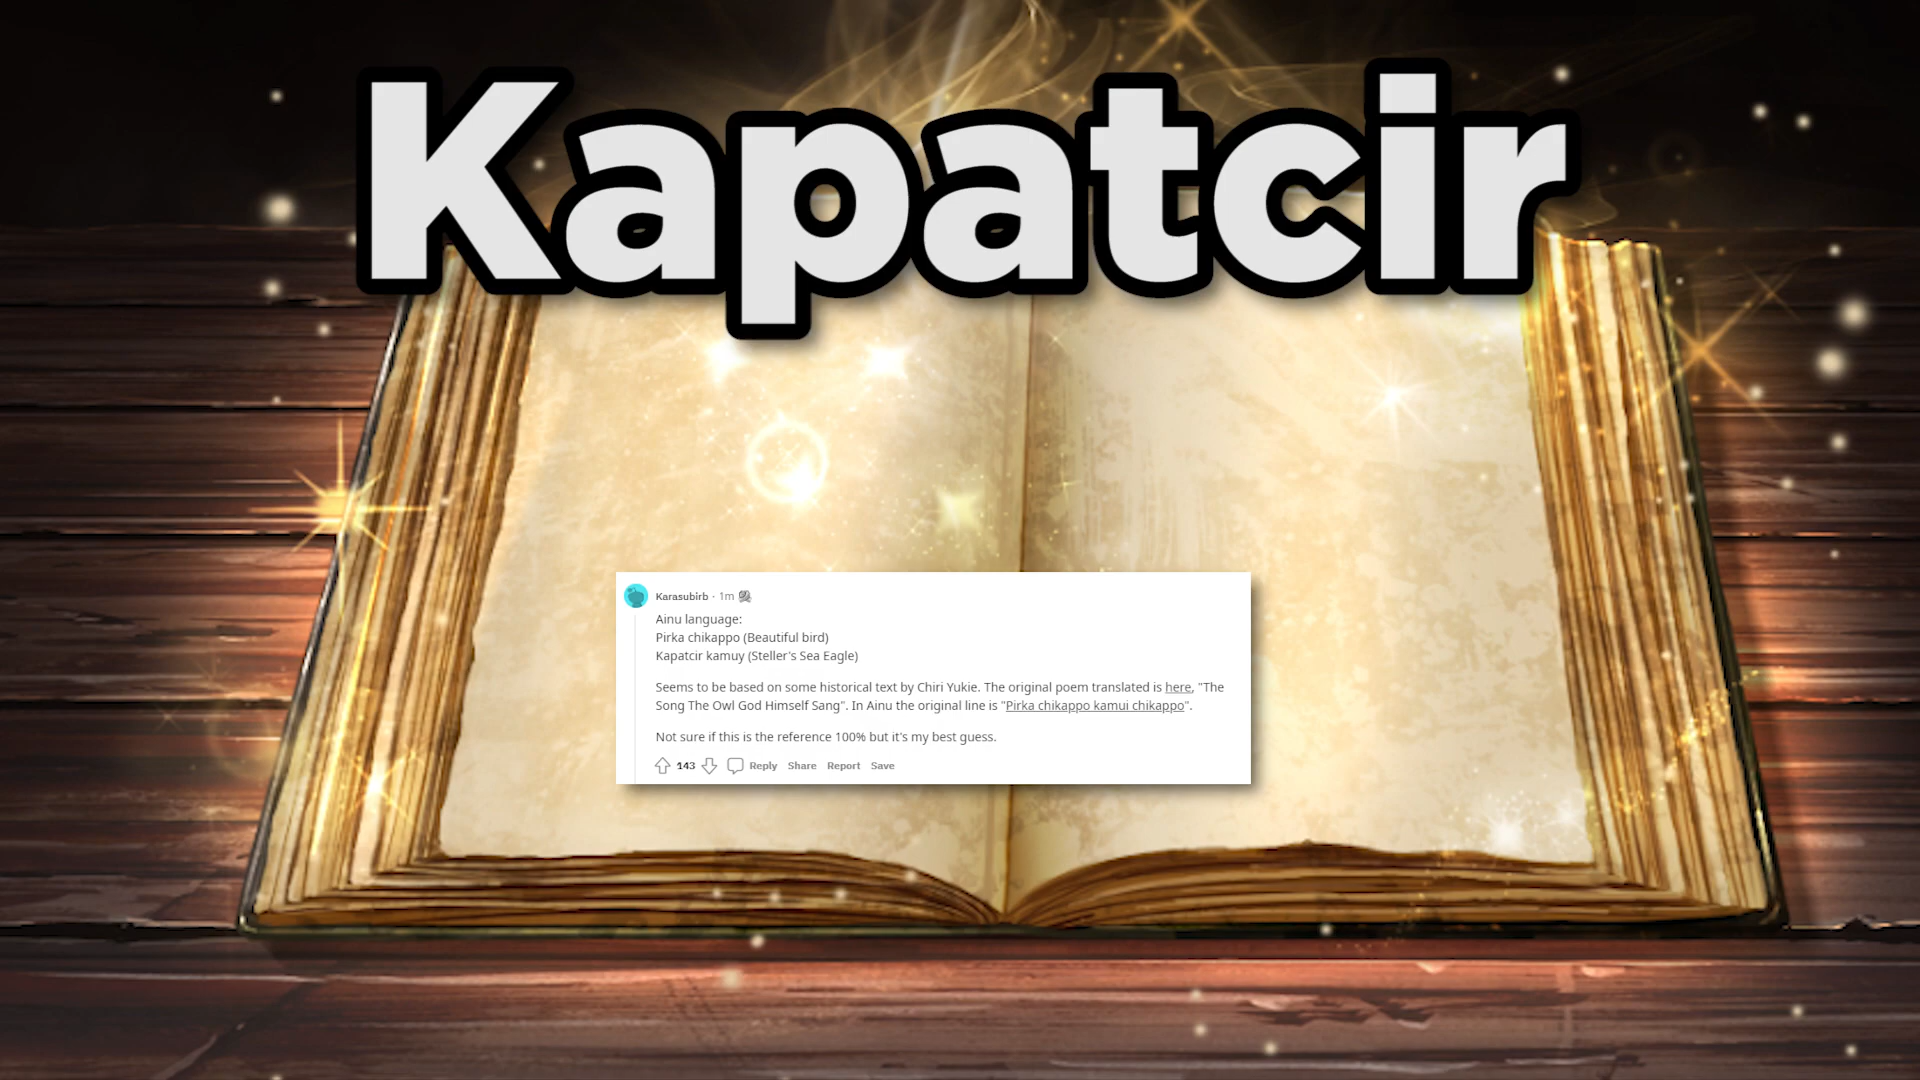 Kapatcir
Karasubirb · 1m
Ainu language:
Pirka chikappo (Beautiful bird)
Kapatcir kamuy (Steller's Sea Eagle)
Seems to be based on some historical text by Chiri Yukie. The original poem translated is here, "The
Song The Owl God Himself Sang". In Ainu the original line is "Pirka chikappo kamui chikappo".
Not sure if this is the reference 100% but it's my best guess.
143 Reply Share Report Save